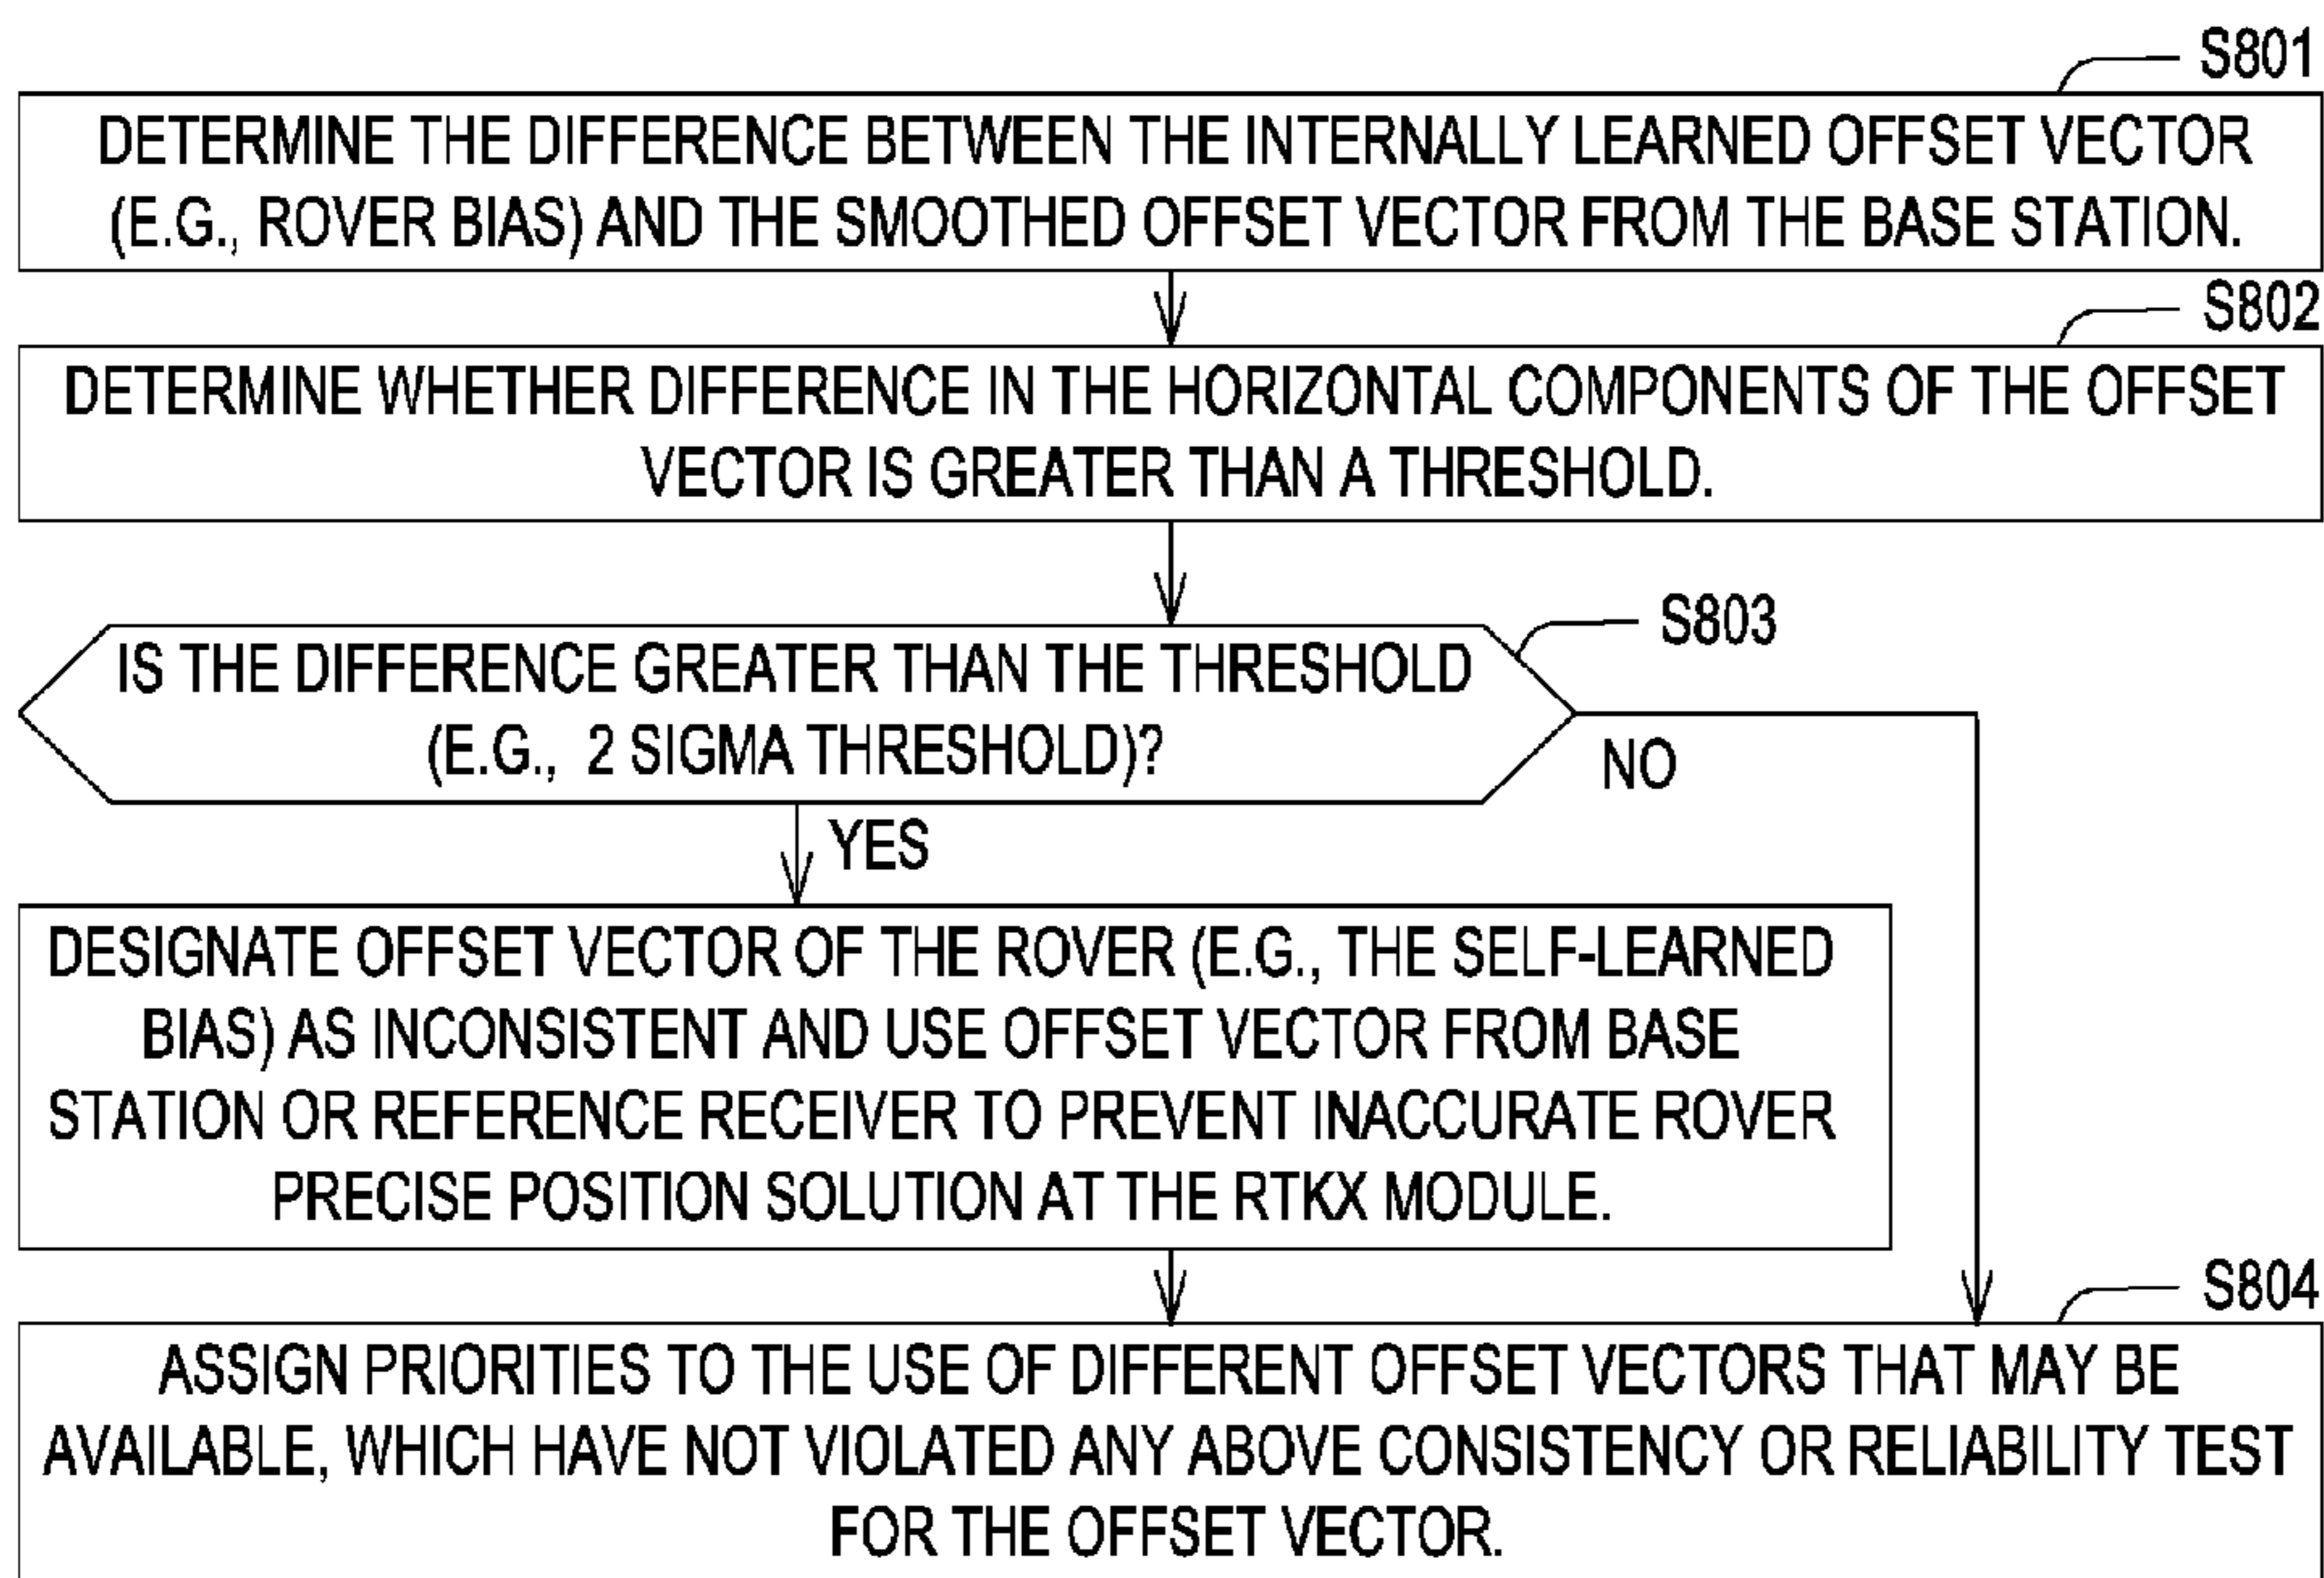 S801
DETERMINE THE DIFFERENCE BETWEEN THE INTERNALLY LEARNED OFFSET VECTOR
(E.G., ROVER BIAS) AND THE SMOOTHED OFFSET VECTOR FROM THE BASE STATION.
S802
DETERMINE WHETHER DIFFERENCE IN THE HORIZONTAL COMPONENTS OF THE OFFSET
VECTOR IS GREATER THAN A THRESHOLD.
S803
IS THE DIFFERENCE GREATER THAN THE THRESHOLD
(E.G., 2 SIGMA THRESHOLD)?
NO
YES
DESIGNATE OFFSET VECTOR OF THE ROVER (E.G., THE SELF-LEARNED
BIAS) AS INCONSISTENT AND USE OFFSET VECTOR FROM BASE
STATION OR REFERENCE RECEIVER TO PREVENT INACCURATE ROVER
PRECISE POSITION SOLUTION AT THE RTKX MODULE.
S804
ASSIGN PRIORITIES TO THE USE OF DIFFERENT OFFSET VECTORS THAT MAY BE
AVAILABLE, WHICH HAVE NOT VIOLATED ANY ABOVE CONSISTENCY OR RELIABILITY TEST
FOR THE OFFSET VECTOR.